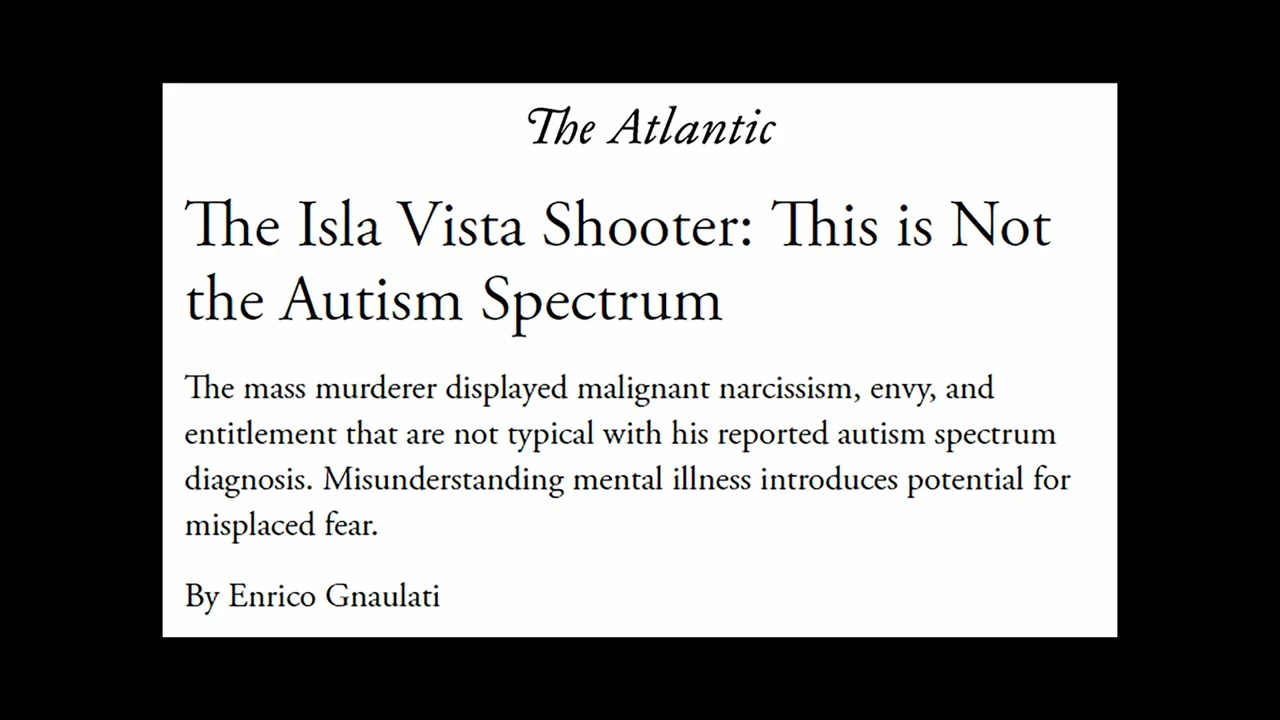 The Atlantic
The Isla Vista Shooter: This is Not
the Autism Spectrum
The mass murderer displayed malignant narcissism, envy, and
entitlement that are not typical with his reported autism spectrum
diagnosis. Misunderstanding mental illness introduces potential for
misplaced fear.
By Enrico Gnaulati